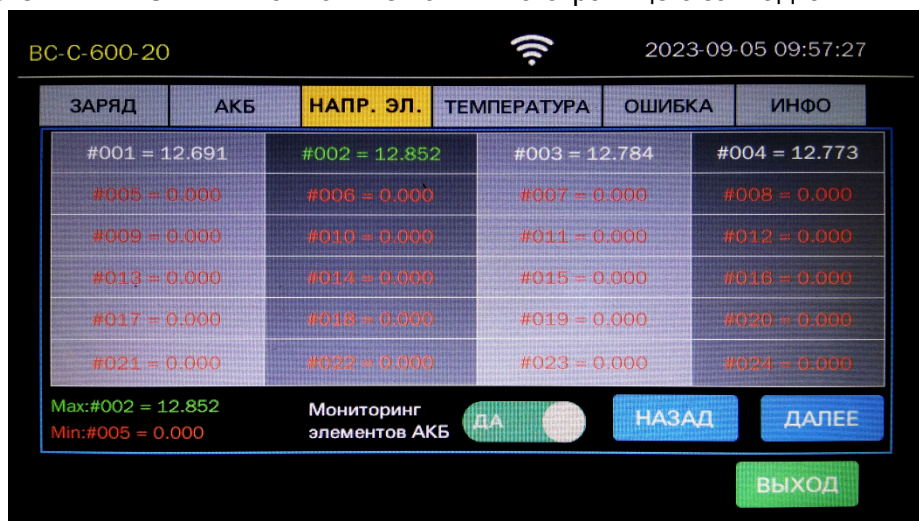 BC-C-600-20 2023-09-05 09:57:27
ЗАРЯД АКБ НАПР. ЭЛ. ТЕМПЕРАТУРА ОШИБКА ИНФО
#001 = 12.691 #002 = 12.852 #003 = 12.784 #004 = 12.773
#005 = 0.000 #006 = 0.000 #007 = 0.000 #008 = 0.000
#009 = 0.000 #010 = 0.000 #011 = 0.000 #012 = 0.000
#013 = 0.000 #014 = 0.000 #015 = 0.000 #016 = 0.000
#017 = 0.000 #018 = 0.000 #019 = 0.000 #020 = 0.000
#021 = 0.000 #022 = 0.000 #023 = 0.000 #024 = 0.000
Max:#002 = 12.852
Min:#005 = 0.000
Мониторинг
элементов АКБ
ДА
НАЗАД ДАЛЕЕ
ВЫХОД